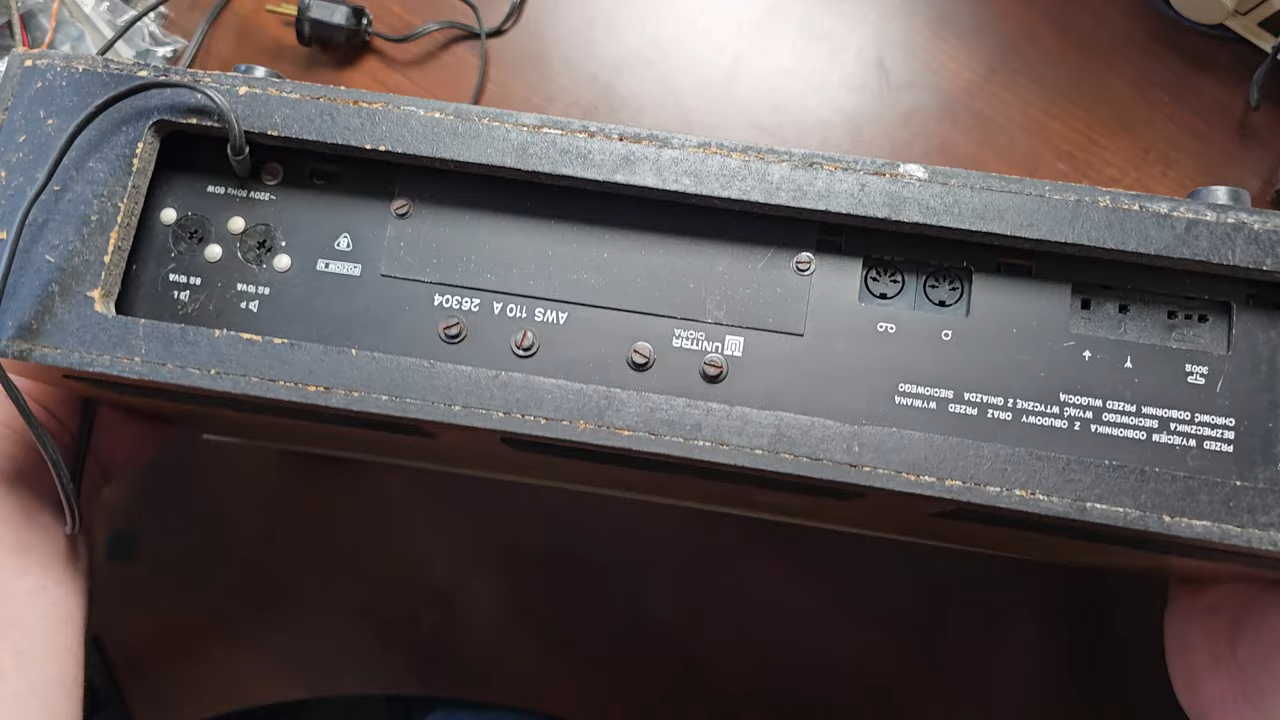 PRZED WYJĘCIEM ODBIORNIKA Z OBUDOWY ORAZ PRZED WYMIANĄ
BEZPIECZNIKA SIECIOWEGO WYJĄĆ WTYCZKĘ Z GNIAZDA SIECIOWEGO
CHRONIĆ ODBIORNIK PRZED WILGOCIĄ
300Ω
UNITRA
DIORA
AWS 110 A 26304
POZIOM N
B
P
8Ω 10VA
L
8Ω 10VA
~220V 50Hz 60W